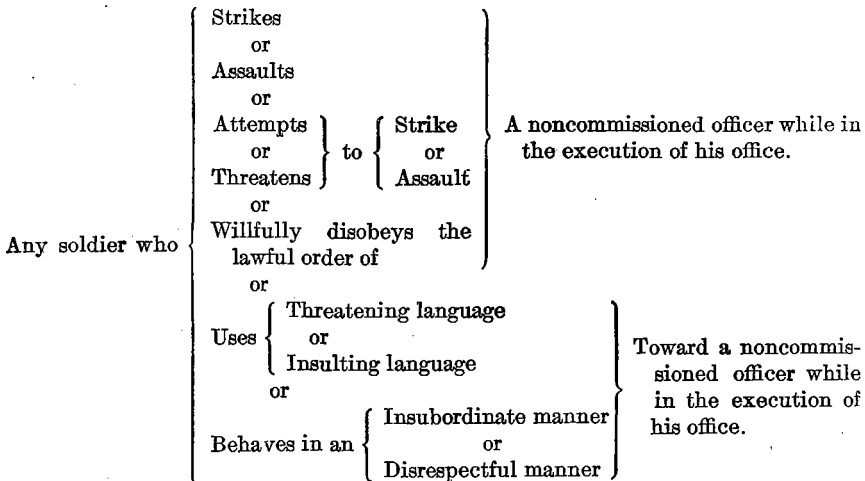 Strikes
or
Assaults
or
Attempts
or
Threatens
to
Strike
or
Assault
or
Willfully disobeys the
lawful order of
A noncommissioned officer while in
the execution of his office.
Any soldier who
or
Uses
Threatening language
or
Insulting language
or
Behaves in an
Insubordinate manner
or
Disrespectful manner
Toward a noncommis-
sioned officer while
in the execution of
his office.